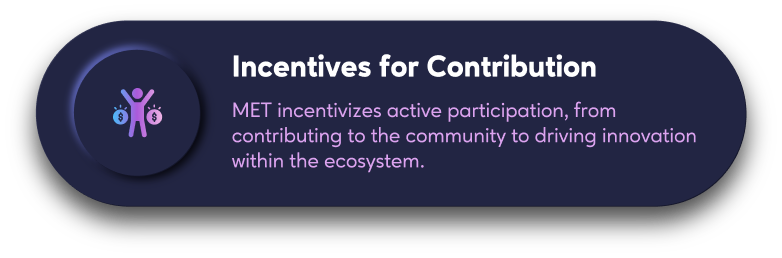 Incentives for Contribution
MET incentivizes active participation, from
contributing to the community to driving innovation
within the ecosystem.